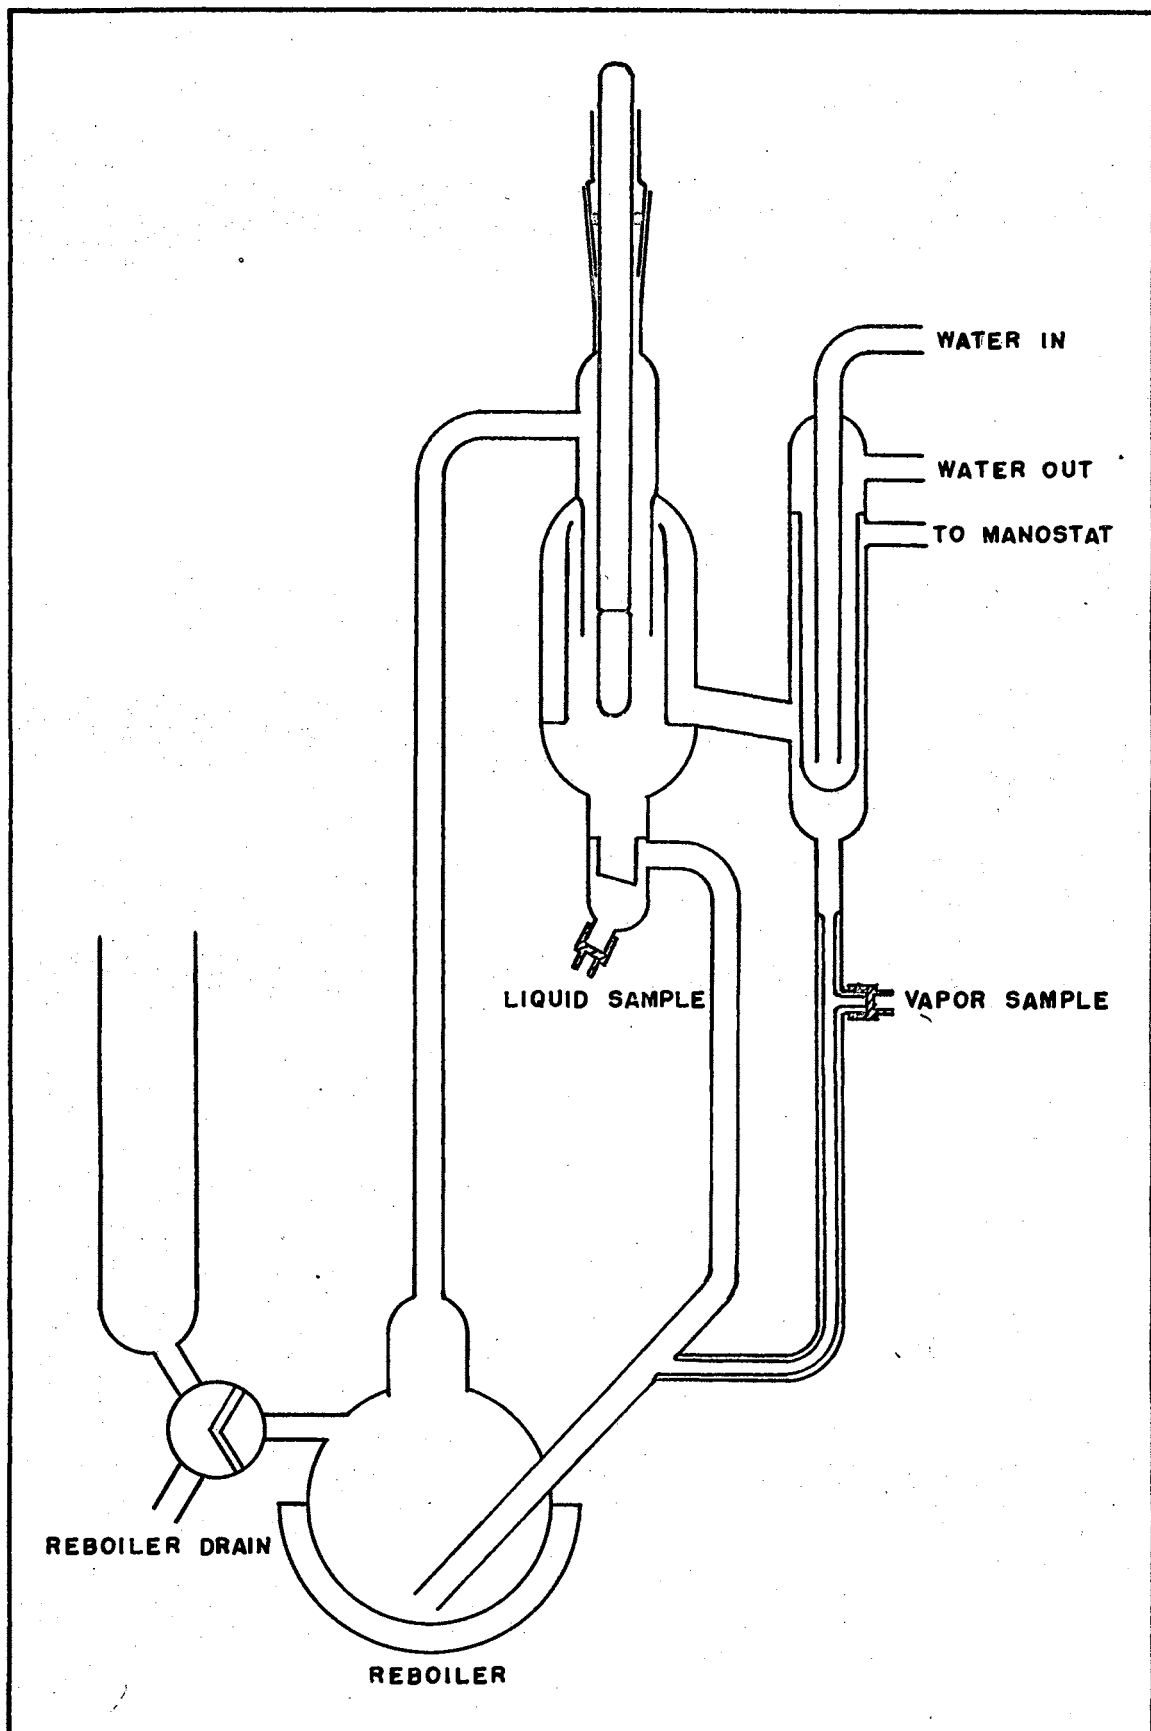 WATER IN
WATER OUT
TO MANOSTAT
LIQUID SAMPLE
VAPOR SAMPLE
REBOILER DRAIN
REBOILER